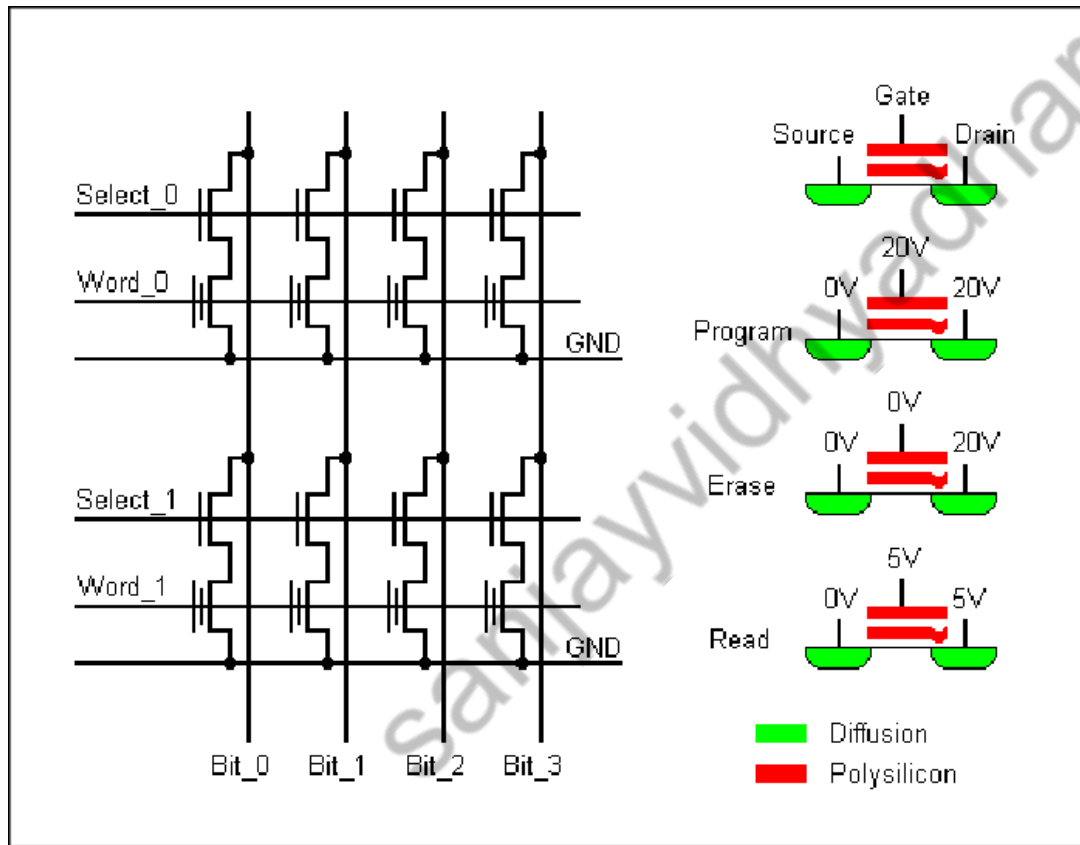 Select_0
Word_0
GND
Select_1
Word_1
GND
Bit_0 Bit_1 Bit_2 Bit_3
Gate
Source Drain
20V
0V 20V
Program
0V
0V 20V
Erase
5V
0V 5V
Read
Diffusion
Polysilicon